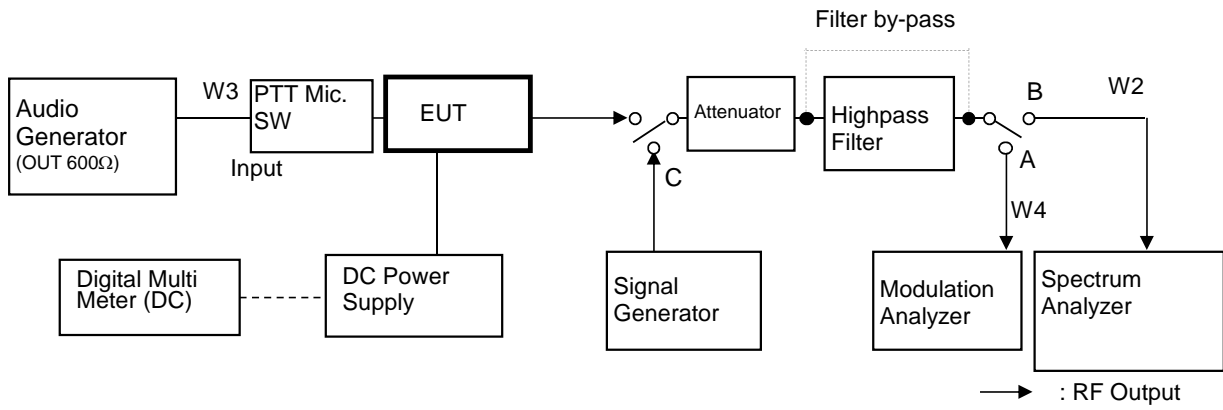 Filter by-pass
Audio
Generator
(OUT 600Ω)
W3
Input
PTT Mic.
SW
EUT
C
Attenuator
Highpass
Filter
B
A
W2
W4
Digital Multi
Meter (DC)
DC Power
Supply
Signal
Generator
Modulation
Analyzer
Spectrum
Analyzer
: RF Output